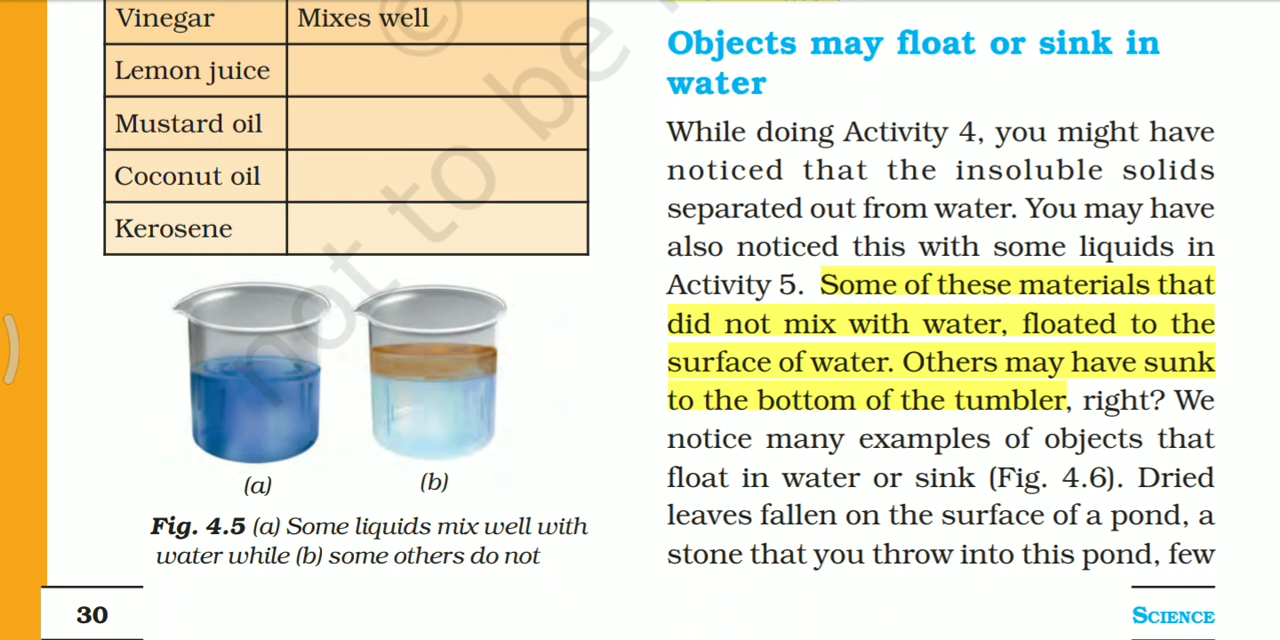 Vinegar Mixes well
Lemon juice
Mustard oil
Coconut oil
Kerosene
(a)
(b)
Fig. 4.5 (a) Some liquids mix well with
water while (b) some others do not
30
Objects may float or sink in
water
While doing Activity 4, you might have
noticed that the insoluble solids
separated out from water. You may have
also noticed this with some liquids in
Activity 5. Some of these materials that
did not mix with water, floated to the
surface of water. Others may have sunk
to the bottom of the tumbler, right? We
notice many examples of objects that
float in water or sink (Fig. 4.6). Dried
leaves fallen on the surface of a pond, a
stone that you throw into this pond, few
SCIENCE
© not to be